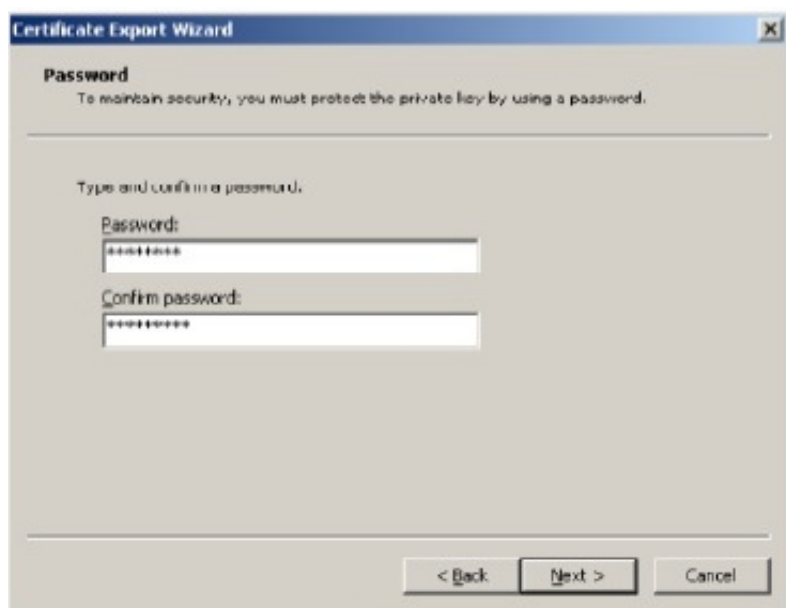 Certificate Export Wizard
Password
To maintain security, you must protect the private key by using a password.
Type and confirm a password.
Password:
********
Confirm password:
*********
< Back Next > Cancel